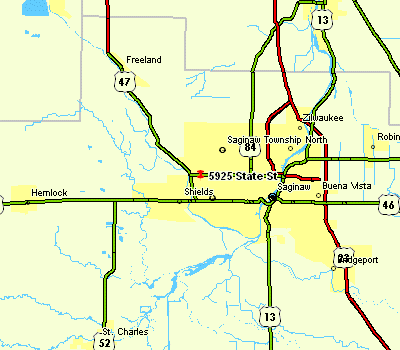 13
Freeland
47
Zilwaukee
Saginaw Township North
Robin
84
5925 State St
Hemlock
Shields
Saginaw
Buena Vista
46
23
Bridgeport
13
St. Charles
52